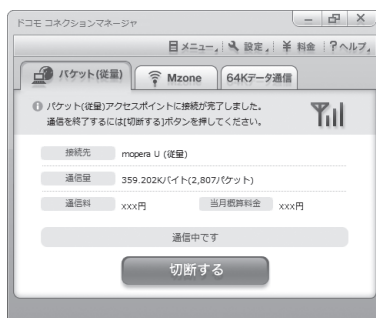 ドコモ コネクションマネージャ
メニュー 設定 ¥ 料金 ?ヘルプ
パケット(従量) Mzone 64Kデータ通信
パケット(従量)アクセスポイントに接続が完了しました。
通信を終了するには[切断する]ボタンを押してください。
接続先 mopera U (従量)
通信量 359.202Kバイト(2,807パケット)
通信料 xxx円 当月概算料金 xxx円
通信中です
切断する